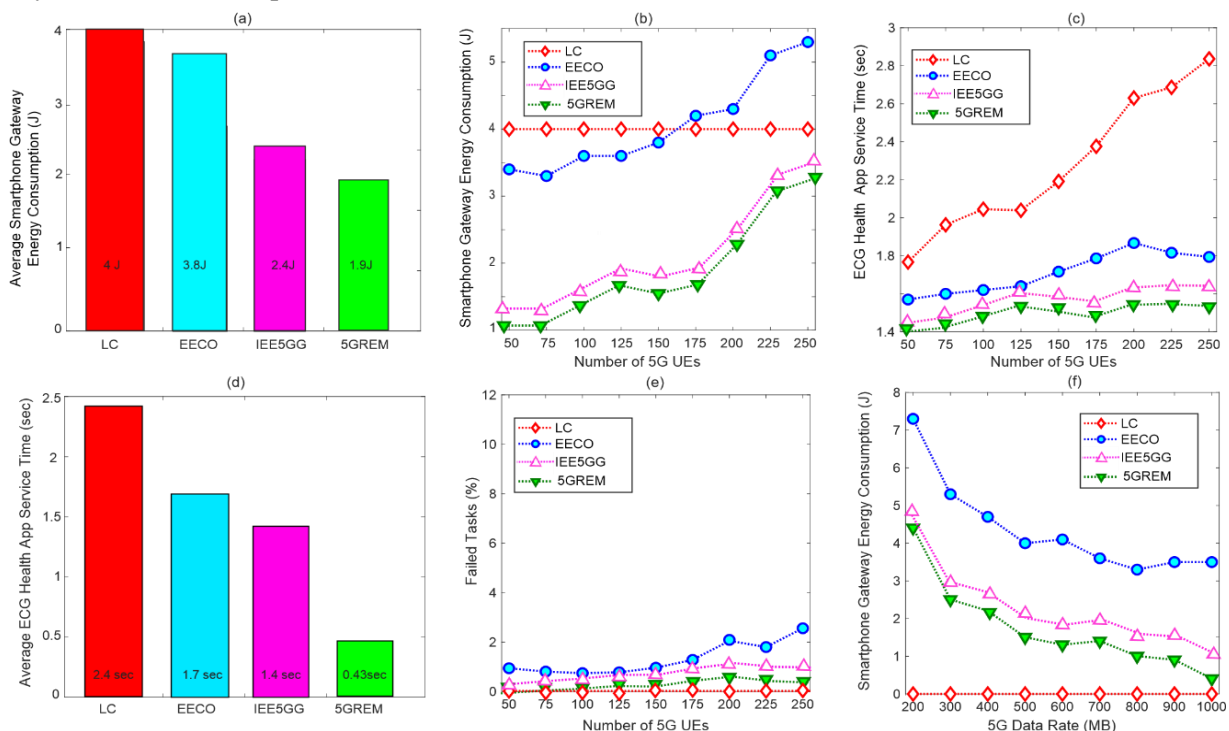 (a)
Average Smartphone Gateway
Energy Consumption (J)
4
3
2
1
0
4 J
3.8J
2.4J
1.9J
LC
EECO
IEE5GG
5GREM
(b)
Smartphone Gateway Energy Consumption (J)
5
4
3
2
1
LC
EECO
IEE5GG
5GREM
50
75
100
125
150
175
200
225
250
Number of 5G UEs
(c)
ECG Health App Service Time (sec)
3
2.8
2.6
2.4
2.2
2
1.8
1.6
1.4
LC
EECO
IEE5GG
5GREM
50
75
100
125
150
175
200
225
250
Number of 5G UEs
(d)
Average ECG Health App Service Time (sec)
2.5
2
1.5
1
0.5
0
2.4 sec
1.7 sec
1.4 sec
0.43sec
LC
EECO
IEE5GG
5GREM
(e)
Failed Tasks (%)
12
10
8
6
4
2
0
LC
EECO
IEE5GG
5GREM
50
75
100
125
150
175
200
225
250
Number of 5G UEs
(f)
Smartphone Gateway Energy Consumption (J)
8
7
6
5
4
3
2
1
0
LC
EECO
IEE5GG
5GREM
200
300
400
500
600
700
800
900
1000
5G Data Rate (MB)